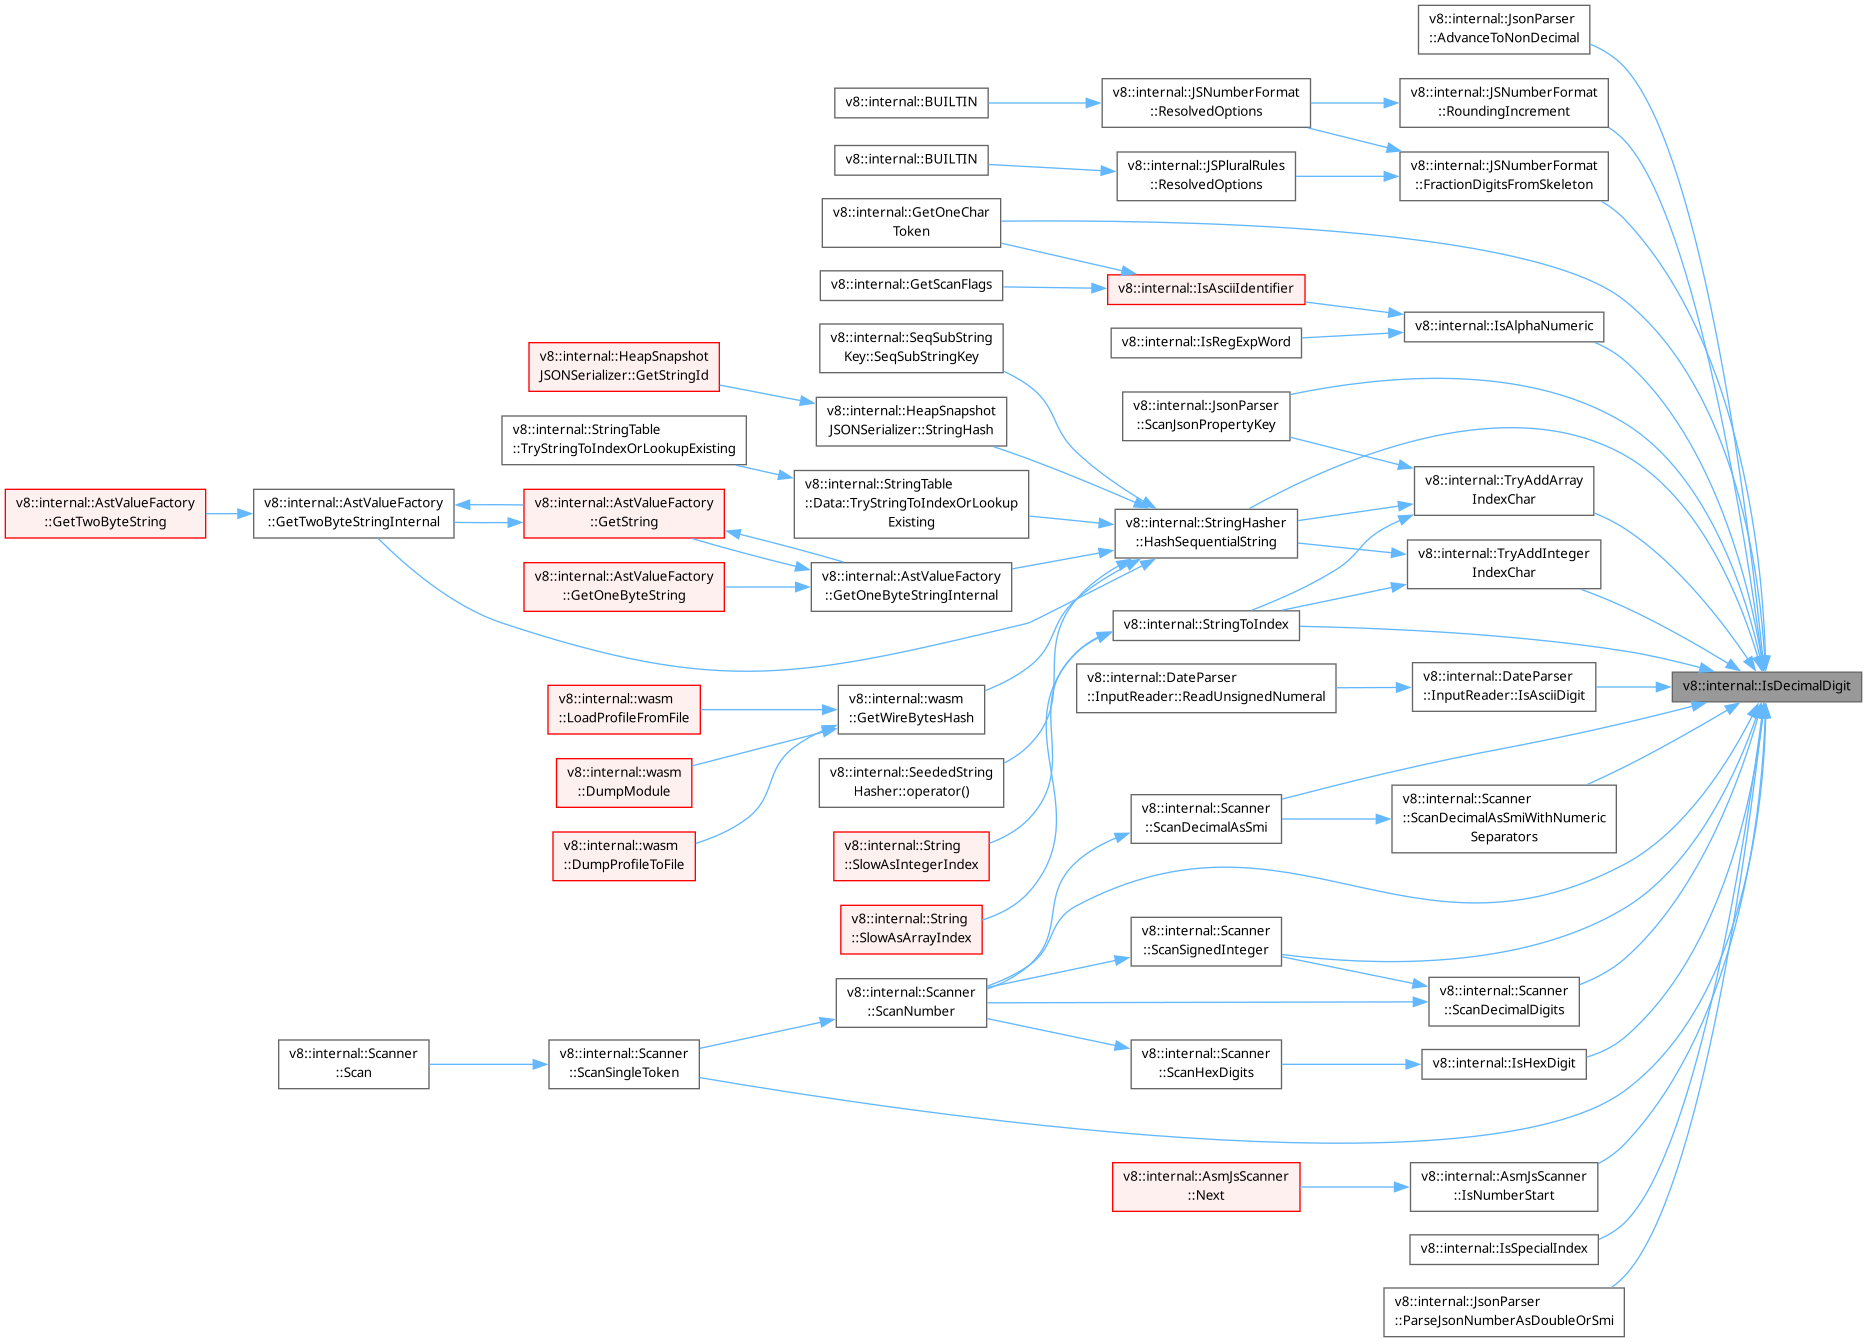 v8::internal::JsonParser
::AdvanceToNonDecimal
v8::internal::BUILTIN
v8::internal::JSNumberFormat
::ResolvedOptions
v8::internal::JSNumberFormat
::RoundingIncrement
v8::internal::BUILTIN
v8::internal::JSPluralRules
::ResolvedOptions
v8::internal::JSNumberFormat
::FractionDigitsFromSkeleton
v8::internal::GetOneChar
Token
v8::internal::GetScanFlags
v8::internal::IsAsciiIdentifier
v8::internal::IsAlphaNumeric
v8::internal::IsRegExpWord
v8::internal::SeqSubString
Key::SeqSubStringKey
v8::internal::HeapSnapshot
JSONSerializer::GetStringId
v8::internal::HeapSnapshot
JSONSerializer::StringHash
v8::internal::JsonParser
::ScanJsonPropertyKey
v8::internal::StringTable
::TryStringToIndexOrLookupExisting
v8::internal::StringTable
::Data::TryStringToIndexOrLookup
Existing
v8::internal::TryAddArray
IndexChar
v8::internal::AstValueFactory
::GetTwoByteString
v8::internal::AstValueFactory
::GetTwoByteStringInternal
v8::internal::AstValueFactory
::GetString
v8::internal::StringHasher
::HashSequentialString
v8::internal::TryAddInteger
IndexChar
v8::internal::AstValueFactory
::GetOneByteString
v8::internal::AstValueFactory
::GetOneByteStringInternal
v8::internal::StringToIndex
v8::internal::DateParser
::InputReader::ReadUnsignedNumeral
v8::internal::DateParser
::InputReader::IsAsciiDigit
v8::internal::IsDecimalDigit
v8::internal::wasm
::LoadProfileFromFile
v8::internal::wasm
::GetWireBytesHash
v8::internal::wasm
::DumpModule
v8::internal::SeededString
Hasher::operator()
v8::internal::Scanner
::ScanDecimalAsSmi
v8::internal::Scanner
::ScanDecimalAsSmiWithNumeric
Separators
v8::internal::wasm
::DumpProfileToFile
v8::internal::String
::SlowAsIntegerIndex
v8::internal::String
::SlowAsArrayIndex
v8::internal::Scanner
::ScanSignedInteger
v8::internal::Scanner
::ScanNumber
v8::internal::Scanner
::ScanDecimalDigits
v8::internal::Scanner
::Scan
v8::internal::Scanner
::ScanSingleToken
v8::internal::Scanner
::ScanHexDigits
v8::internal::IsHexDigit
v8::internal::AsmJsScanner
::Next
v8::internal::AsmJsScanner
::IsNumberStart
v8::internal::IsSpecialIndex
v8::internal::JsonParser
::ParseJsonNumberAsDoubleOrSmi